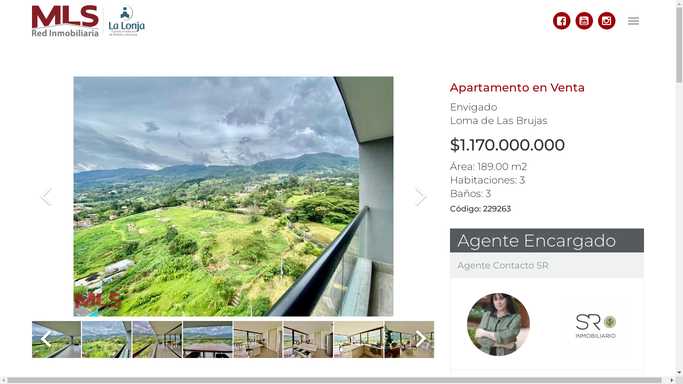 MLS
Red Inmobiliaria
La Lonja
Apartamento en Venta
Envigado
Loma de Las Brujas
$1.170.000.000
Área: 189.00 m2
Habitaciones: 3
Baños: 3
Código: 229263
Agente Encargado
Agente Contacto SR
MLS
SR
INMOBILIARIO